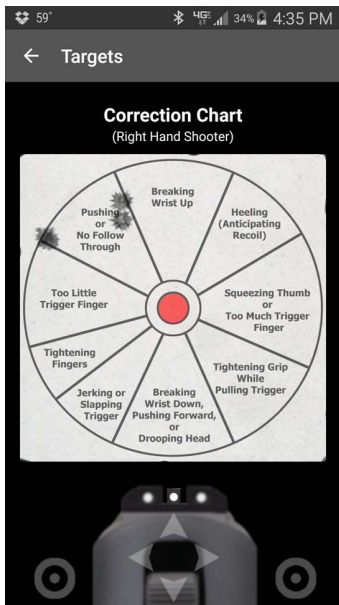 59°
4G
34%
4:35 PM
Targets
Correction Chart
(Right Hand Shooter)
Breaking
Wrist Up
Heeling
(Anticipating
Recoil)
Squeezing Thumb
or
Too Much Trigger
Finger
Tightening Grip
While
Pulling Trigger
Breaking
Wrist Down,
Pushing Forward,
or
Drooping Head
Jerking or
Slapping
Trigger
Tightening
Fingers
Too Little
Trigger Finger
Pushing
or
No Follow
Through